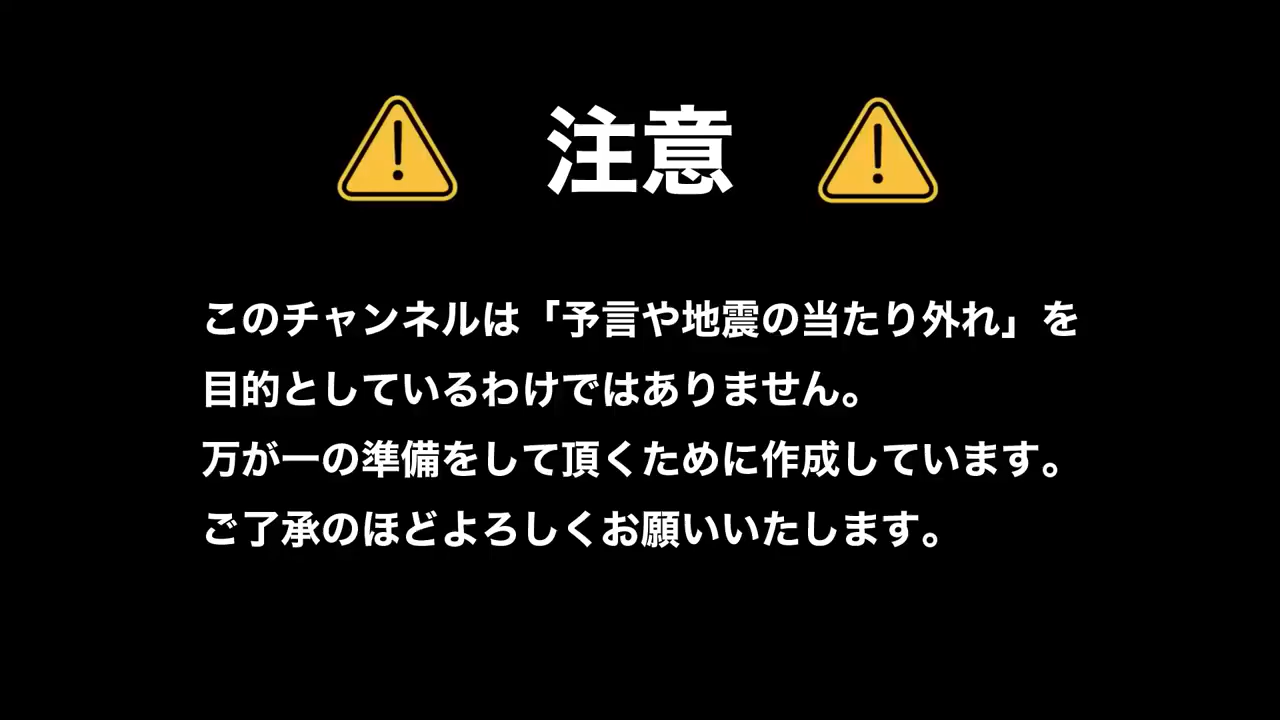 注意
このチャンネルは「予言や地震の当たり外れ」を
目的としているわけではありません。
万が一の準備をして頂くために作成しています。
ご了承のほどよろしくお願いいたします。